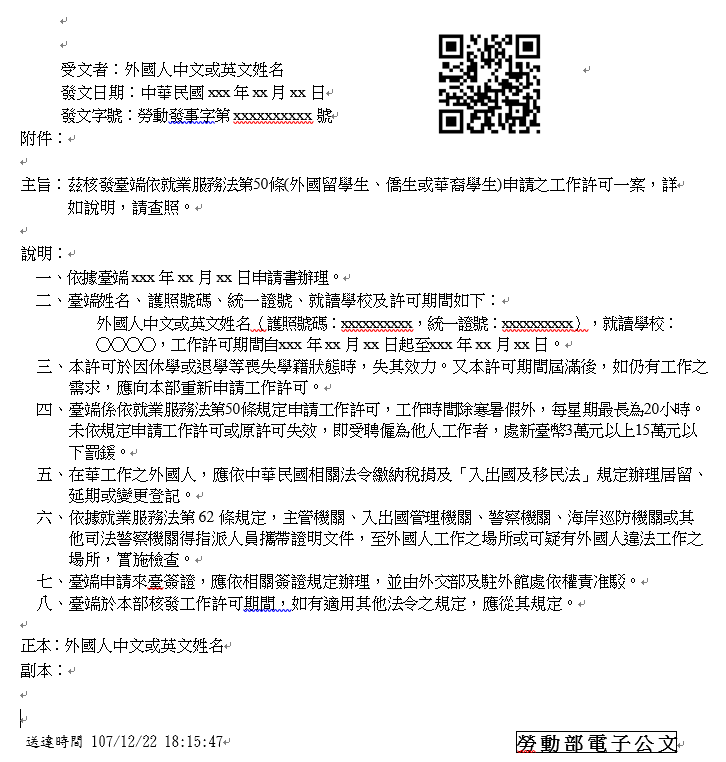 受文者：外國人中文或英文姓名
發文日期：中華民國 xxx 年 xx 月 xx 日
發文字號：勞動發事字第 xxxxxxxxxx 號
附件：
主旨：茲核發臺端依就業服務法第50條(外國留學生、僑生或華裔學生)申請之工作許可一案，詳
如說明，請查照。
說明：
一、依據臺端 xxx 年 xx 月 xx 日申請書辦理。
二、臺端姓名、護照號碼、統一證號、就讀學校及許可期間如下：
外國人中文或英文姓名（護照號碼：xxxxxxxxxx，統一證號：xxxxxxxxxx），就讀學校：
○○○○，工作許可期間自xxx 年 xx 月 xx 日起至xxx 年 xx 月 xx 日。
三、本許可於因休學或退學等喪失學籍狀態時，失其效力。又本許可期間屆滿後，如仍有工作之
需求，應向本部重新申請工作許可。
四、臺端係依就業服務法第50條規定申請工作許可，工作時間除寒暑假外，每星期最長為20小時。
未依規定申請工作許可或原許可失效，即受聘僱為他人工作者，處新臺幣3萬元以上15萬元以
下罰鍰。
五、在華工作之外國人，應依中華民國相關法令繳納稅捐及「入出國及移民法」規定辦理居留、
延期或變更登記。
六、依據就業服務法第 62 條規定，主管機關、入出國管理機關、警察機關、海岸巡防機關或其
他司法警察機關得指派人員攜帶證明文件，至外國人工作之場所或可疑有外國人違法工作之
場所，實施檢查。
七、臺端申請來臺簽證，應依相關簽證規定辦理，並由外交部及駐外館處依權責准駁。
八、臺端於本部核發工作許可期間，如有適用其他法令之規定，應從其規定。
正本：外國人中文或英文姓名
副本：
送達時間 107/12/22 18:15:47
勞動部電子公文